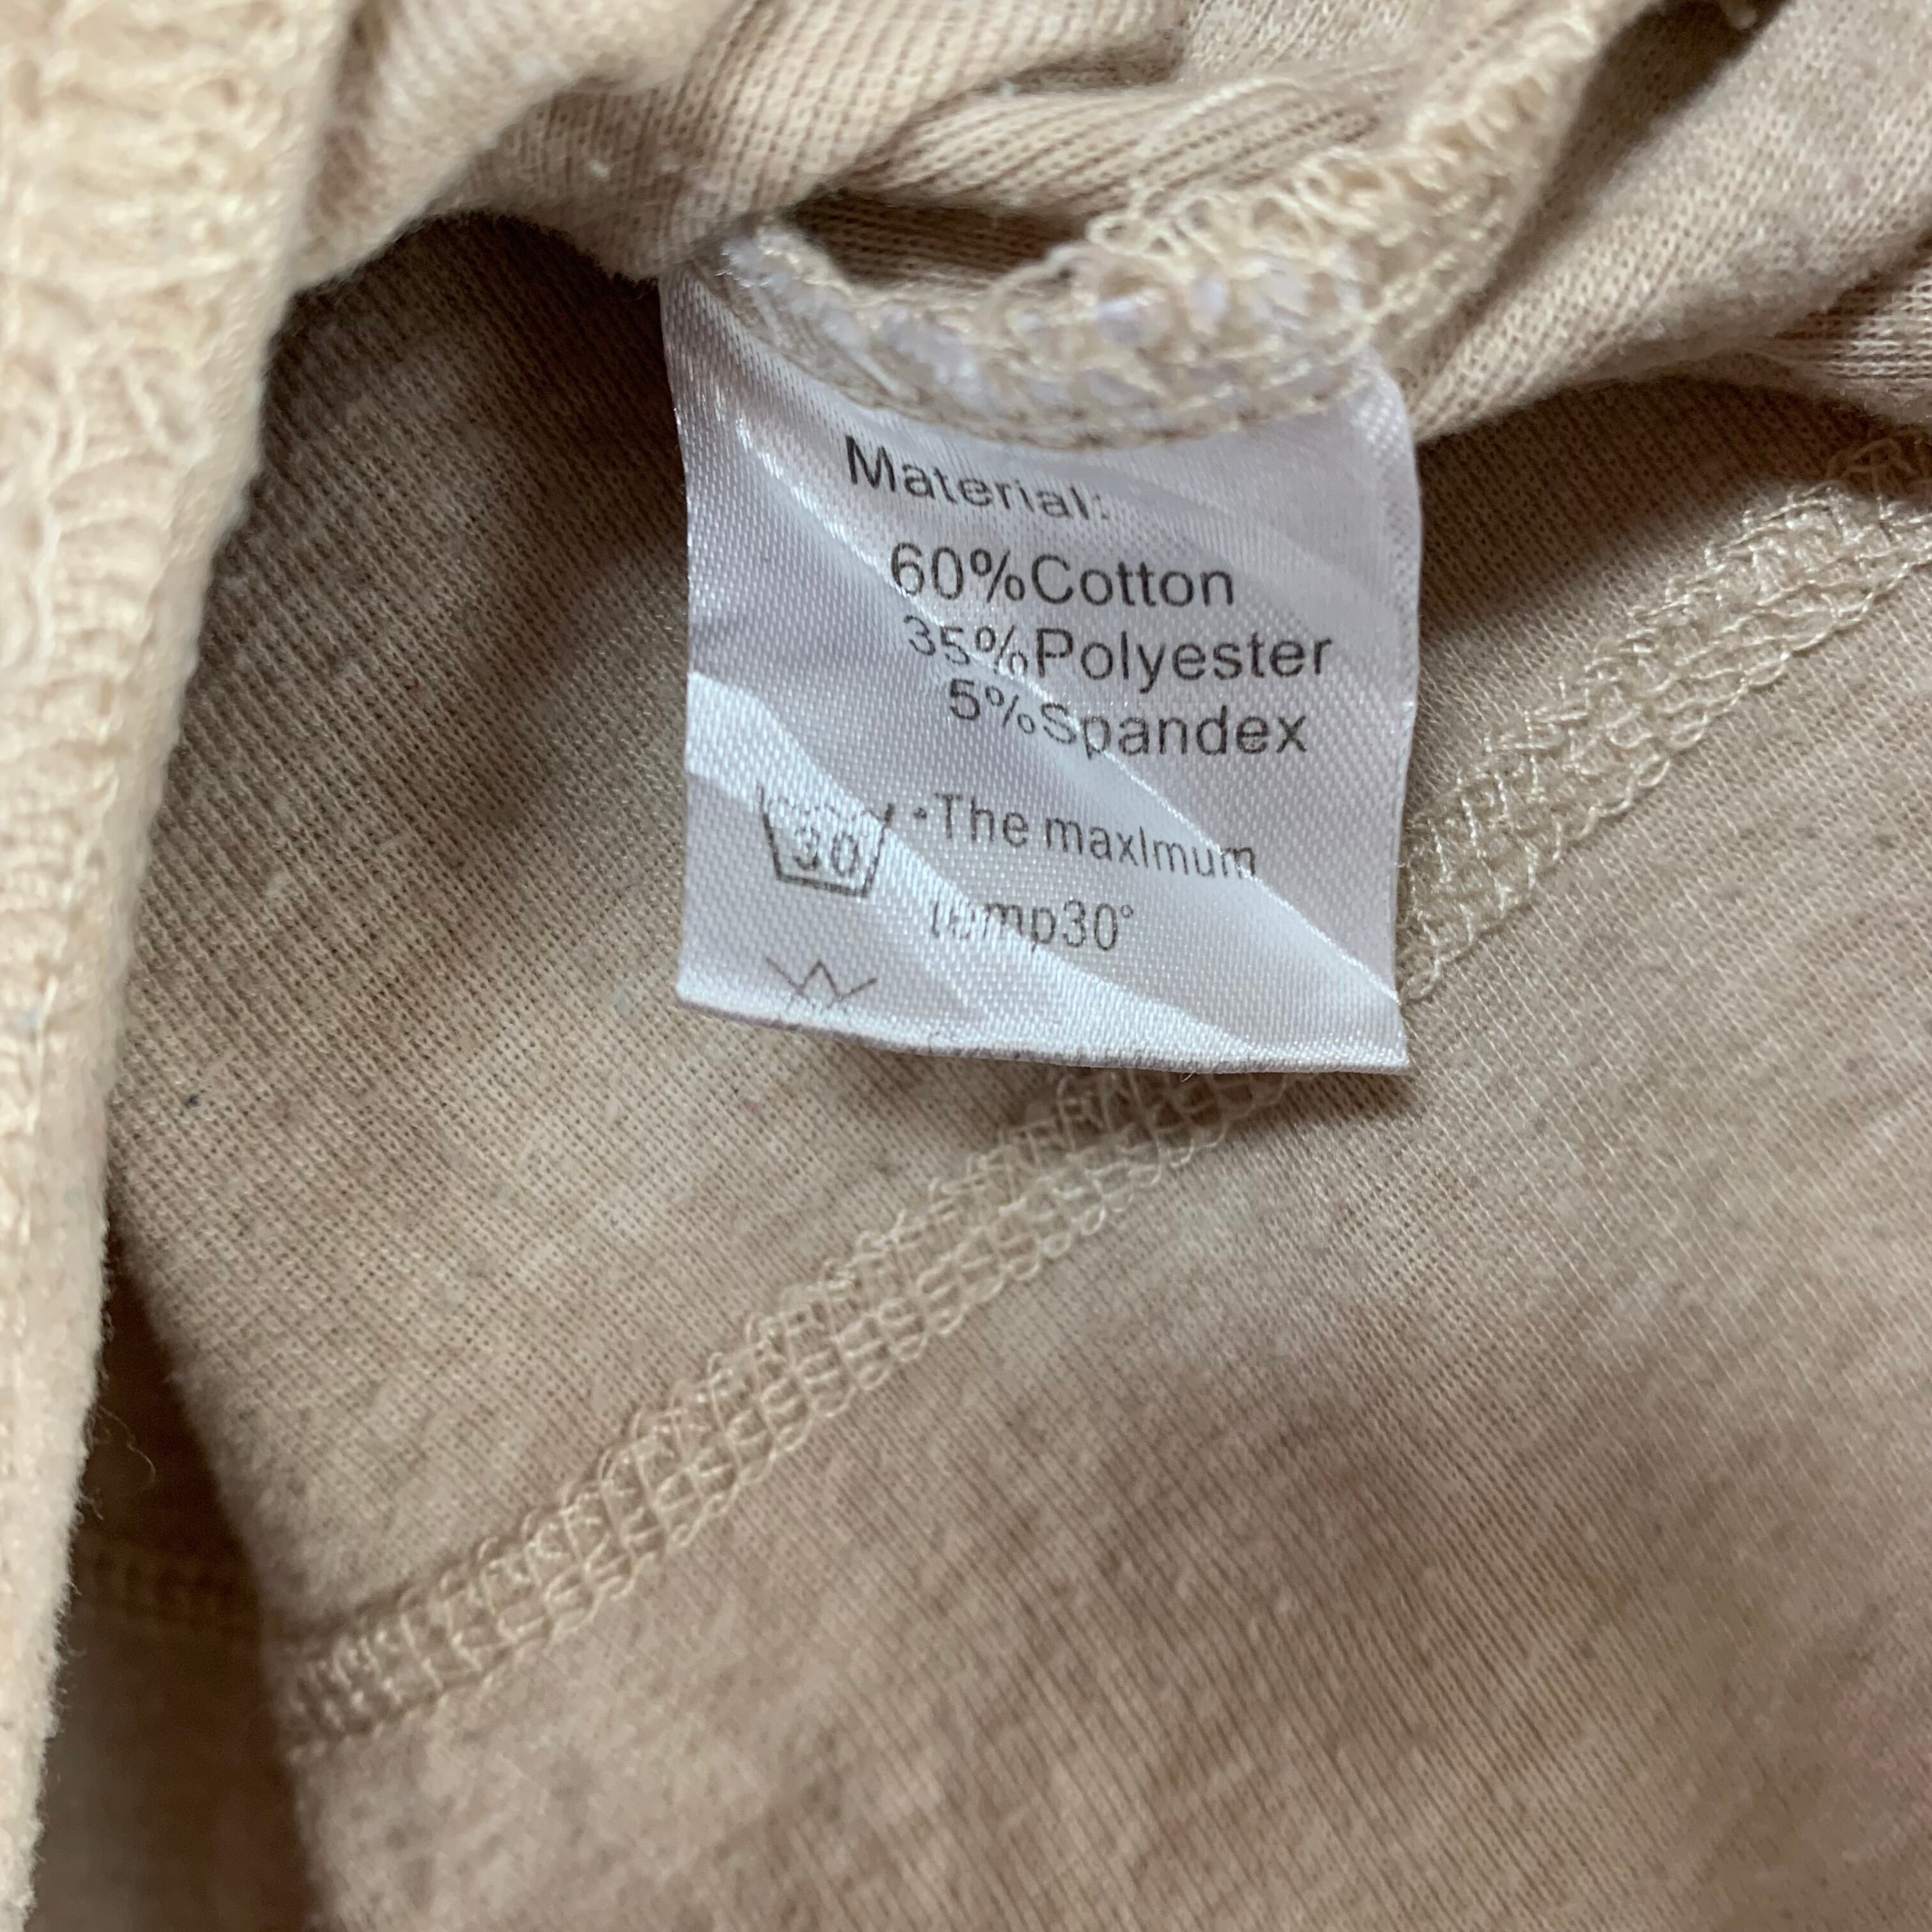 Material:
60%Cotton
35%Polyester
5%Spandex
30 •The maxlmum
temp30°